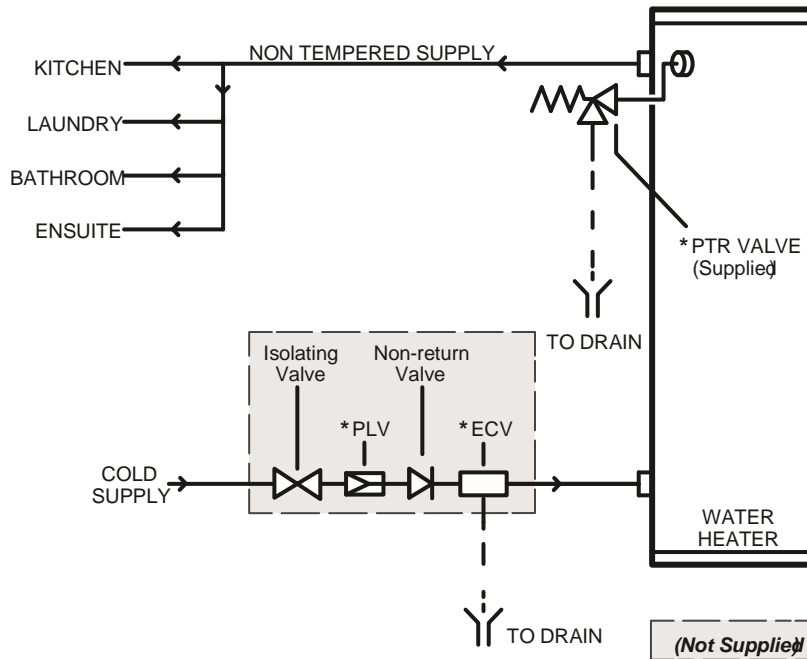 NON TEMPERED SUPPLY
KITCHEN
LAUNDRY
BATHROOM
ENSUITE
*PTR VALVE
(Supplied)
TO DRAIN
Isolating
Valve
Non-return
Valve
*PLV
*ECV
COLD
SUPPLY
WATER
HEATER
TO DRAIN
(Not Supplied)